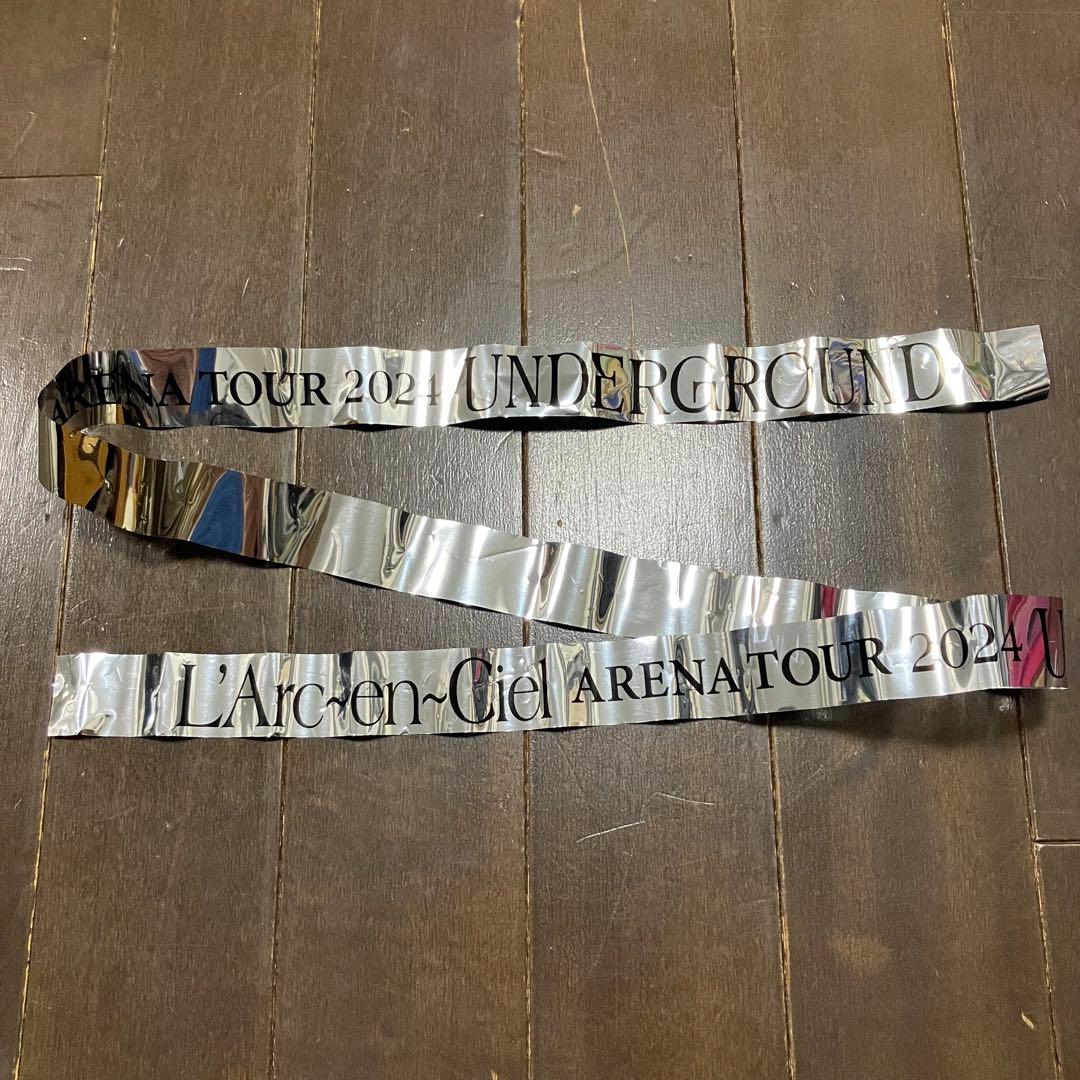 ARENA TOUR 2024 UNDERGROUND
L'Arc~en~Ciel ARENA TOUR 2024 U